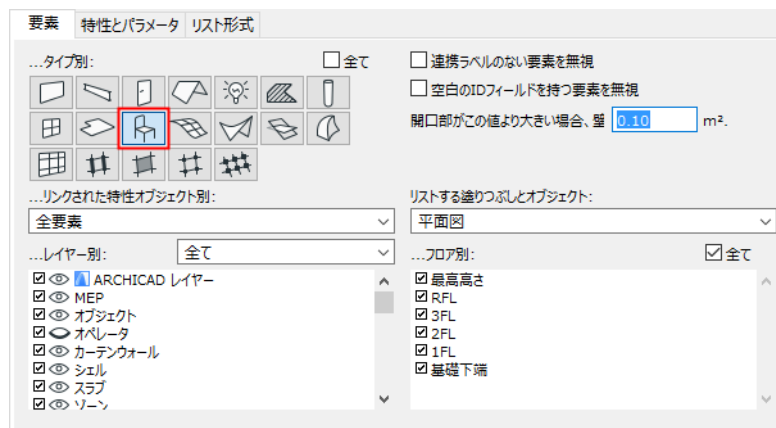 要素 特性とパラメータ リスト形式
...タイプ別:
全て
連携ラベルのない要素を無視
空白のIDフィールドを持つ要素を無視
開口部がこの値より大きい場合、壁 0.10 m².
...リンクされた特性オブジェクト別:
全要素
リストする塗りつぶしとオブジェクト:
平面図
...レイヤー別: 全て
ARCHICAD レイヤー
MEP
オブジェクト
オペレータ
カーテンウォール
シェル
スラブ
ゾーン
...フロア別: 全て
最高高さ
RFL
3FL
2FL
1FL
基礎下端